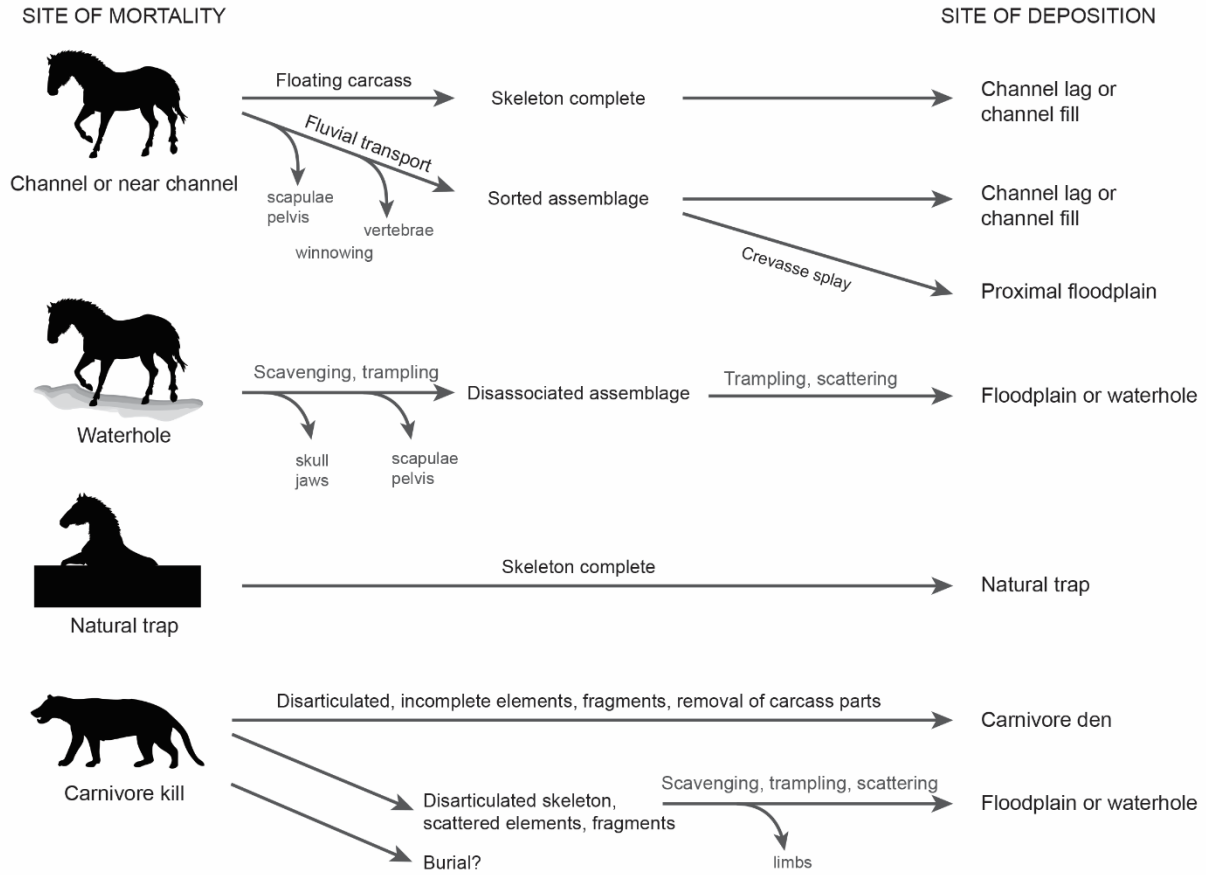 SITE OF MORTALITY
SITE OF DEPOSITION
Floating carcass
Skeleton complete
Channel lag or
channel fill
Fluvial transport
Channel or near channel
scapulae
pelvis
vertebrae
winnowing
Sorted assemblage
Channel lag or
channel fill
Crevasse splay
Proximal floodplain
Scavenging, trampling
Disassociated assemblage
Trampling, scattering
Floodplain or waterhole
Waterhole
skull
jaws
scapulae
pelvis
Skeleton complete
Natural trap
Natural trap
Disarticulated, incomplete elements, fragments, removal of carcass parts
Carnivore den
Carnivore kill
Disarticulated skeleton,
scattered elements, fragments
Scavenging, trampling, scattering
Floodplain or waterhole
limbs
Burial?